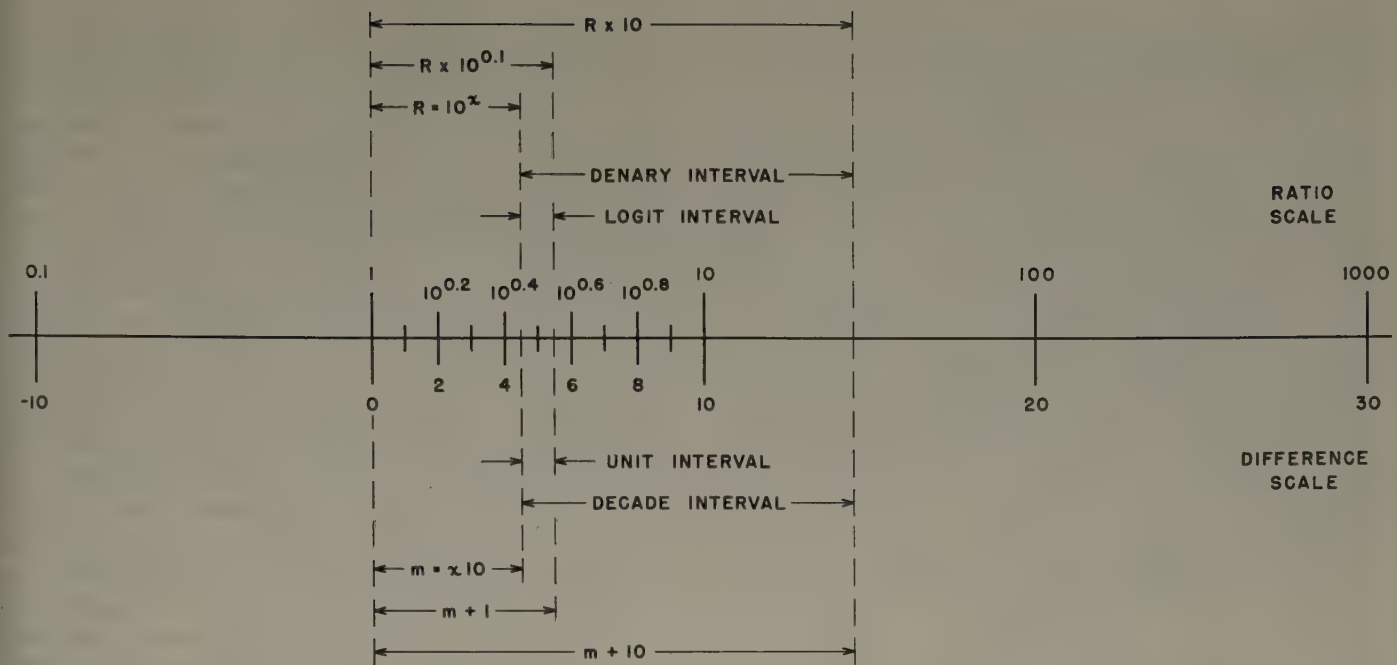 R x 10
R x 10^0.1
R = 10^x
DENARY INTERVAL
LOGIT INTERVAL
RATIO
SCALE
0.1 1 10^0.2 10^0.4 10^0.6 10^0.8 10 100 1000
-10 0 2 4 6 8 10 20 30
UNIT INTERVAL
DIFFERENCE
SCALE
DECADE INTERVAL
m = x 10
m + 1
m + 10